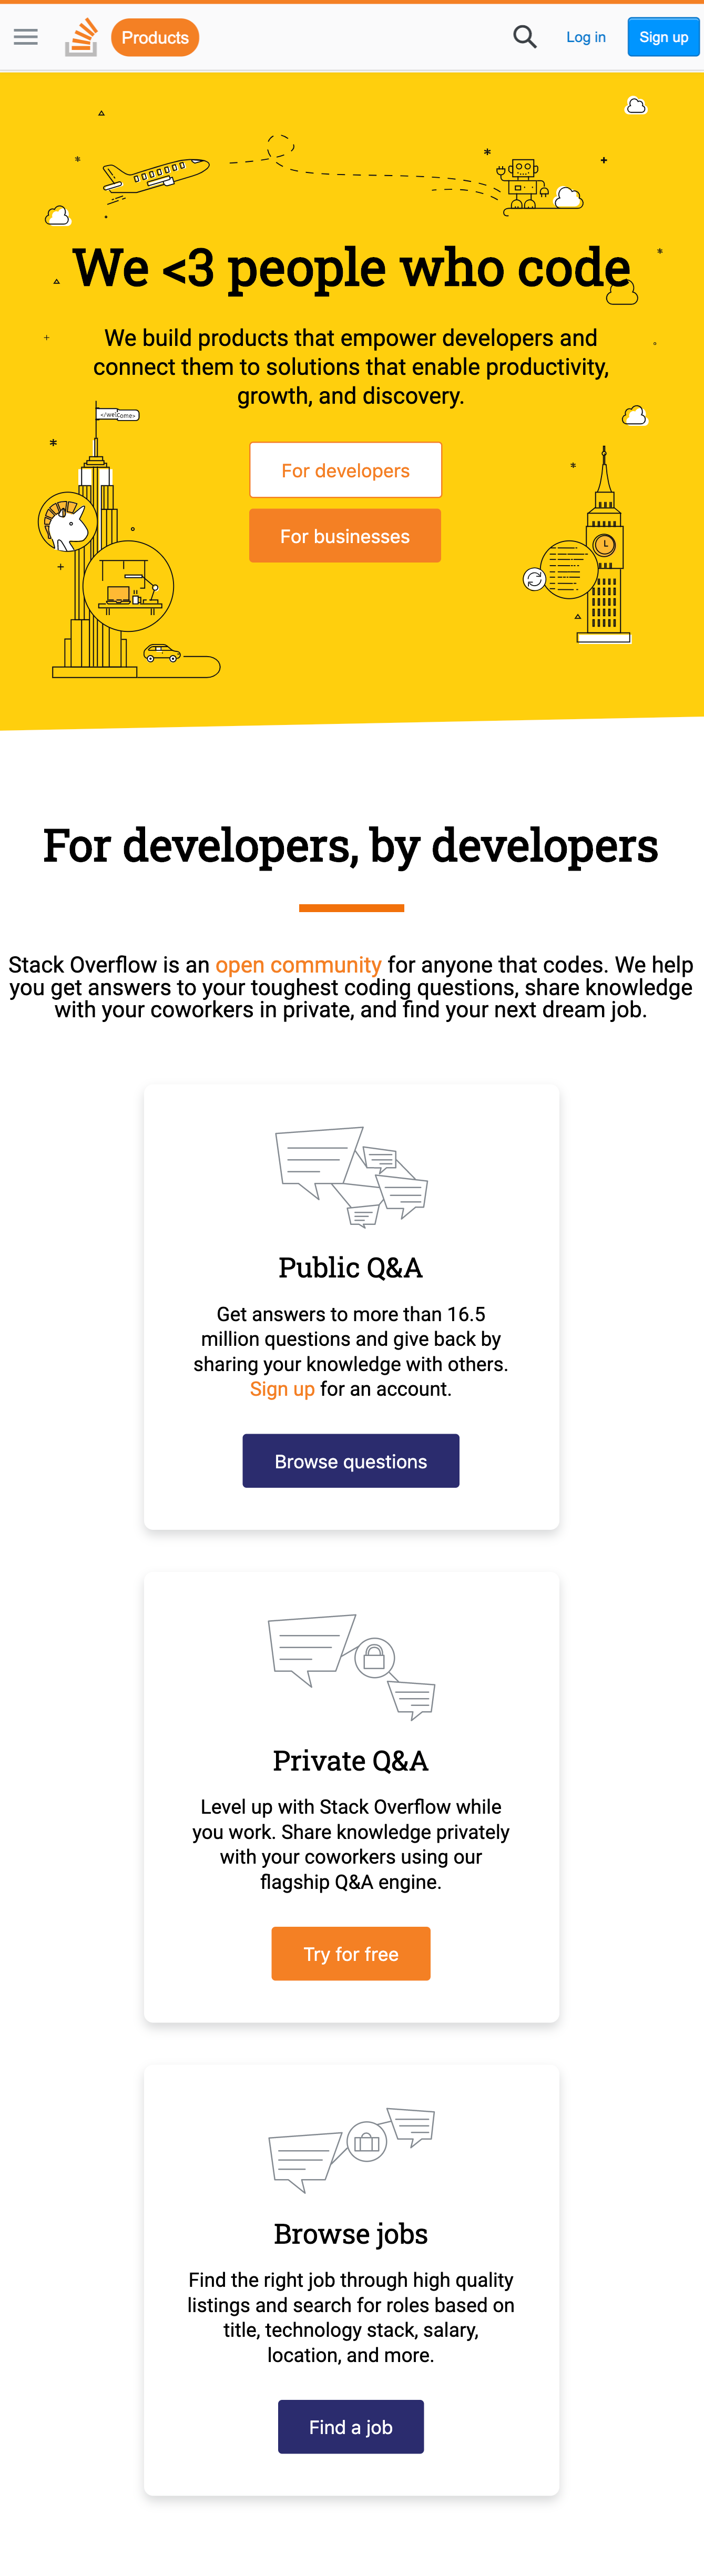 Products
Log in
Sign up
We <3 people who code
We build products that empower developers and
connect them to solutions that enable productivity,
growth, and discovery.
</welcome>
For developers
For businesses
For developers, by developers
Stack Overflow is an open community for anyone that codes. We help
you get answers to your toughest coding questions, share knowledge
with your coworkers in private, and find your next dream job.
Public Q&A
Get answers to more than 16.5
million questions and give back by
sharing your knowledge with others.
Sign up for an account.
Browse questions
Private Q&A
Level up with Stack Overflow while
you work. Share knowledge privately
with your coworkers using our
flagship Q&A engine.
Try for free
Browse jobs
Find the right job through high quality
listings and search for roles based on
title, technology stack, salary,
location, and more.
Find a job